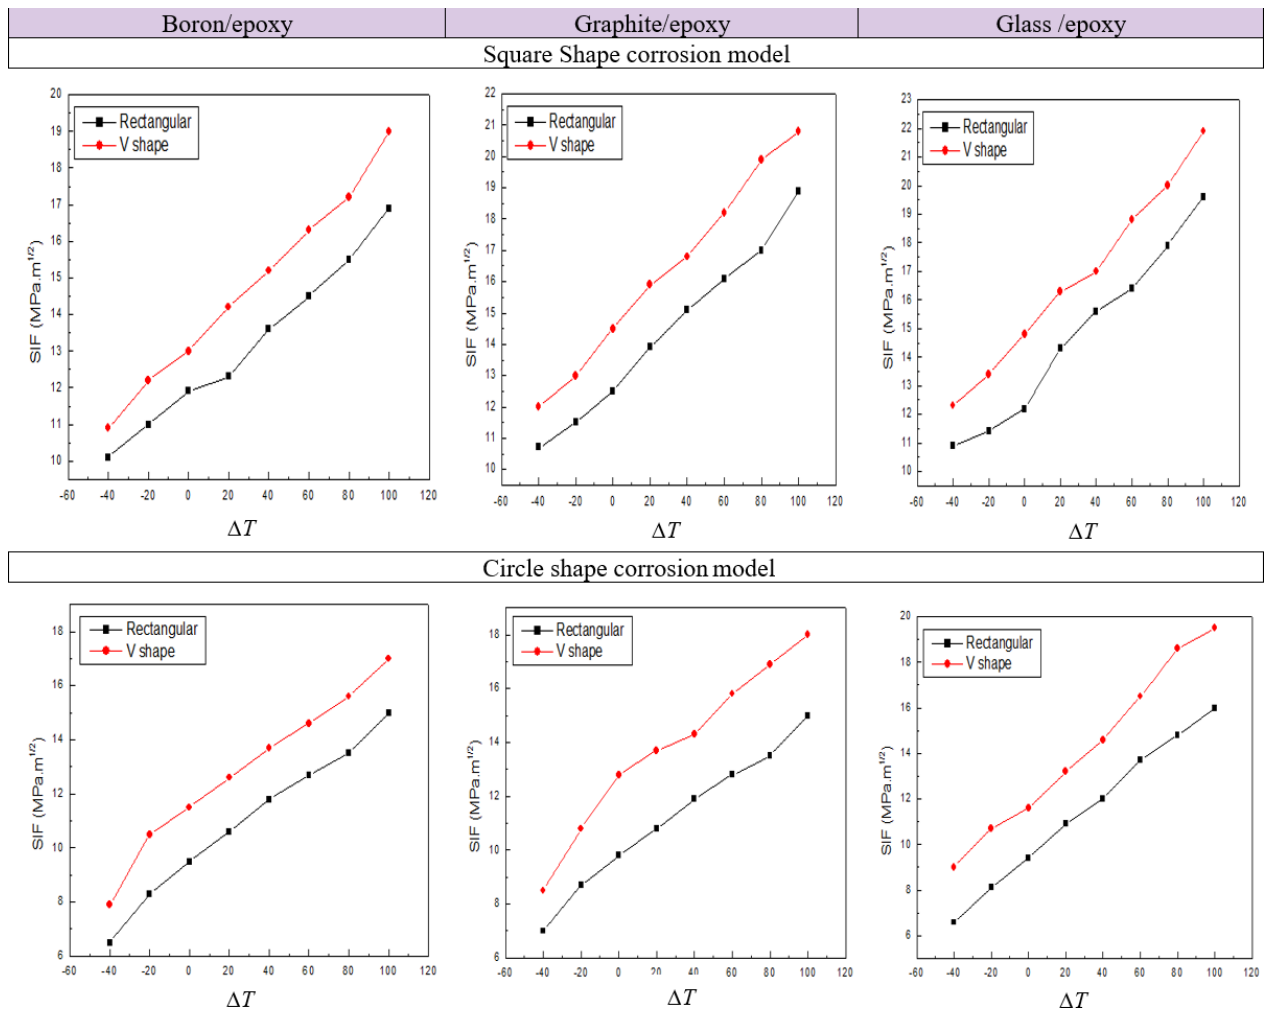 Boron/epoxy
Graphite/epoxy
Glass /epoxy
Square Shape corrosion model
20
19
18
17
16
15
14
13
12
11
10
-60 -40 -20 0 20 40 60 80 100 120
Rectangular
V shape
SIF (MPa.m¹/²)
ΔT
22
21
20
19
18
17
16
15
14
13
12
11
10
-60 -40 -20 0 20 40 60 80 100 120
Rectangular
V shape
SIF (MPa.m¹/²)
ΔT
23
22
21
20
19
18
17
16
15
14
13
12
11
10
-60 -40 -20 0 20 40 60 80 100 120
Rectangular
V shape
SIF (MPa.m¹/²)
ΔT
Circle shape corrosion model
18
16
14
12
10
8
6
-60 -40 -20 0 20 40 60 80 100 120
Rectangular
V shape
SIF (MPa.m¹/²)
ΔT
18
16
14
12
10
8
6
-60 -40 -20 0 20 40 60 80 100 120
Rectangular
V shape
SIF (MPa.m¹/²)
ΔT
20
18
16
14
12
10
8
6
-60 -40 -20 0 20 40 60 80 100 120
Rectangular
V shape
SIF (MPa.m¹/²)
ΔT